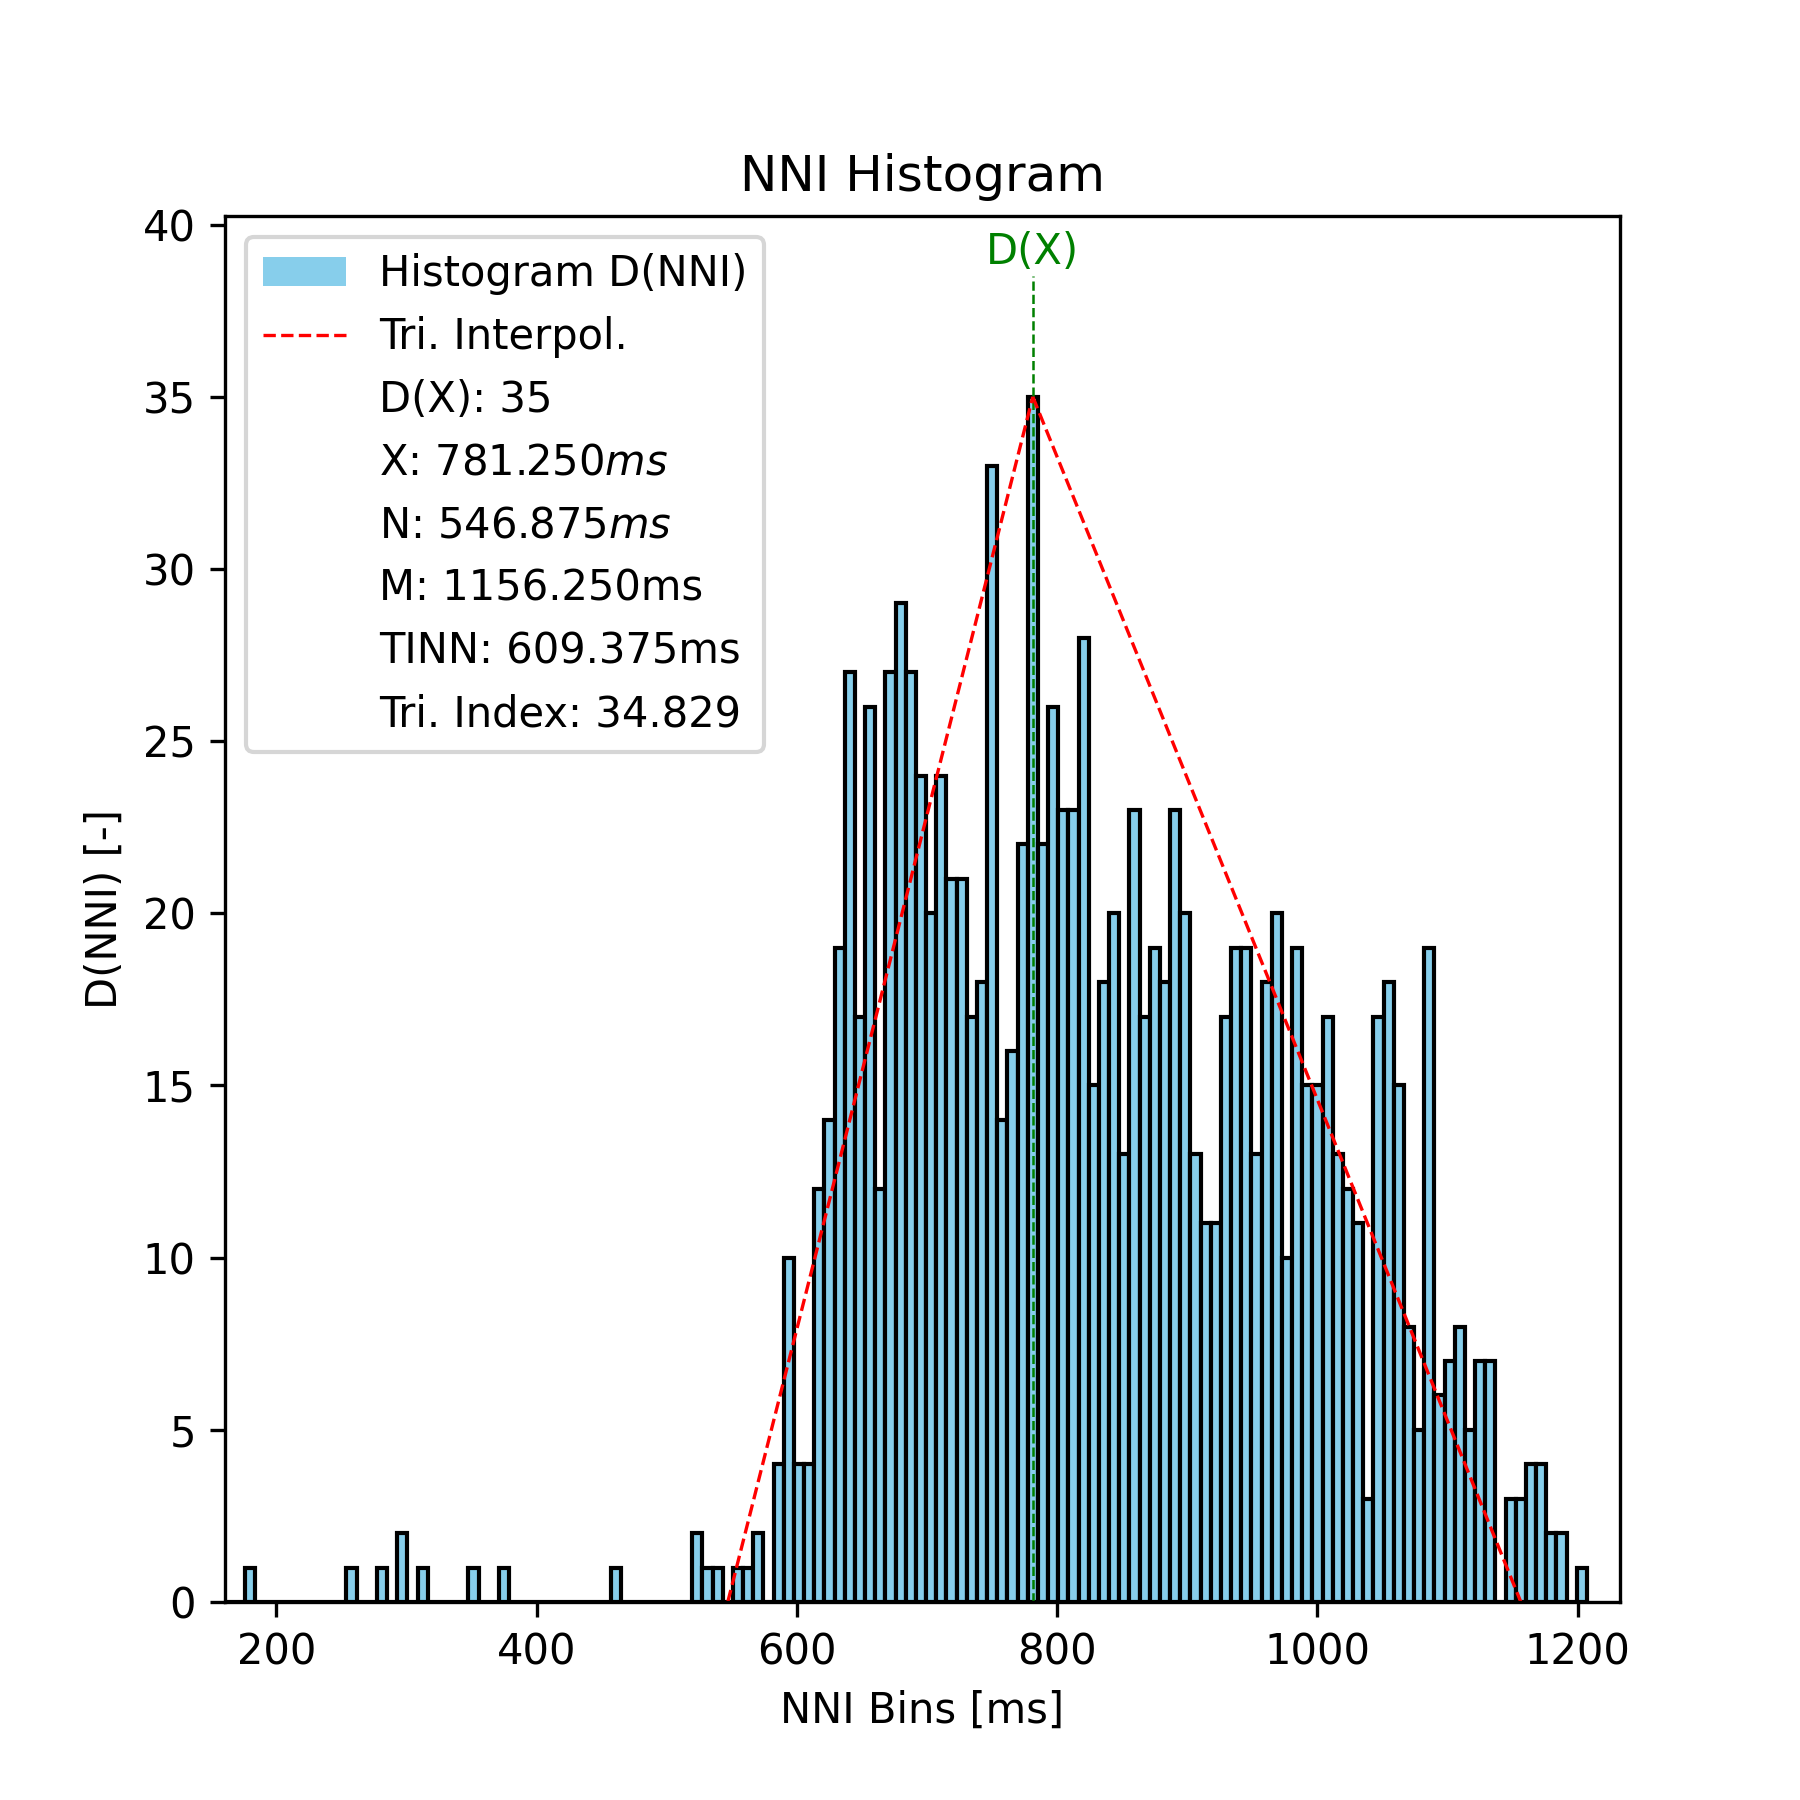 NNI Histogram
D(X)
Histogram D(NNI)
Tri. Interpol.
D(X): 35
X: 781.250ms
N: 546.875ms
M: 1156.250ms
TINN: 609.375ms
Tri. Index: 34.829
D(NNI) [-]
40
35
30
25
20
15
10
5
0
200 400 600 800 1000 1200
NNI Bins [ms]